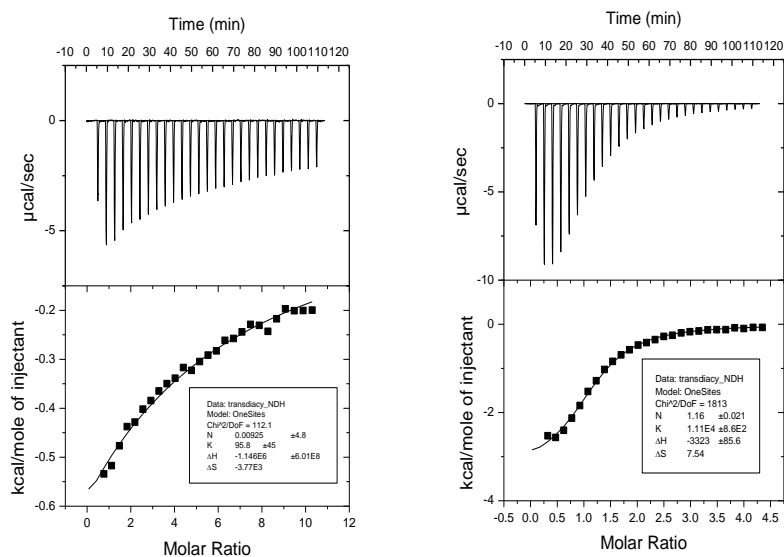 Time (min)
-10 0 10 20 30 40 50 60 70 80 90 100 110 120
0
-5
µcal/sec
-0.2
-0.3
-0.4
-0.5
-0.6
kcal/mole of injectant
Data: transdiacy_NDH
Model: OneSites
Chi^2/DoF = 112.1
N 0.00925 ±4.8
K 95.8 ±45
ΔH -1.146E6 ±6.01E8
ΔS -3.77E3
0 2 4 6 8 10 12
Molar Ratio
Time (min)
-10 0 10 20 30 40 50 60 70 80 90 100 110 120
0
-5
-10
µcal/sec
0
-2
-4
kcal/mole of injectant
Data: transdiacy_NDH
Model: OneSites
Chi^2/DoF = 1813
N 1.16 ±0.021
K 1.11E4 ±8.6E2
ΔH -3323 ±85.6
ΔS 7.54
-0.5 0.0 0.5 1.0 1.5 2.0 2.5 3.0 3.5 4.0 4.5
Molar Ratio